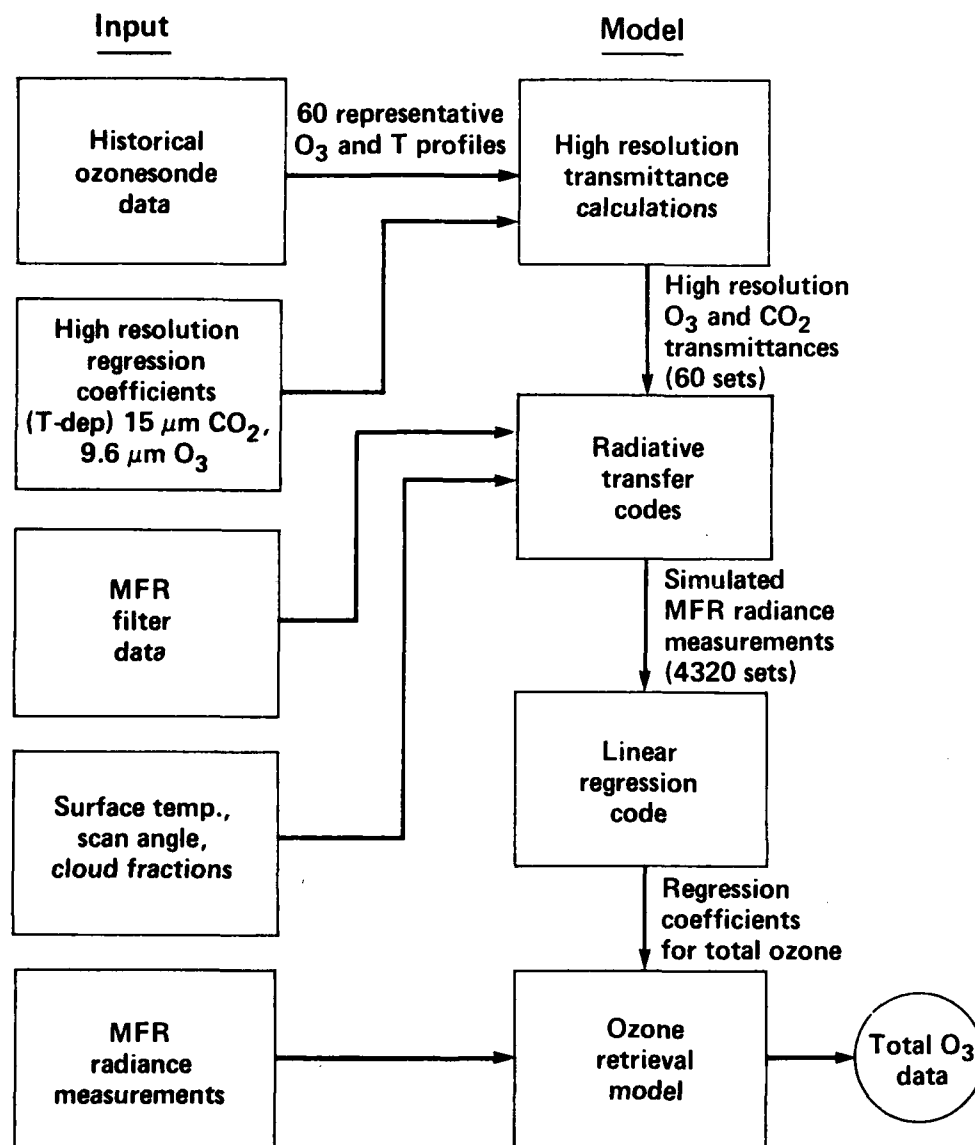 Input
Model
Historical
ozonesonde
data
60 representative
O3 and T profiles
High resolution
transmittance
calculations
High resolution
regression
coefficients
(T-dep) 15 μm CO2,
9.6 μm O3
High resolution
O3 and CO2
transmittances
(60 sets)
MFR
filter
data
Radiative
transfer
codes
Simulated
MFR radiance
measurements
(4320 sets)
Surface temp.,
scan angle,
cloud fractions
Linear
regression
code
Regression
coefficients
for total ozone
MFR
radiance
measurements
Ozone
retrieval
model
Total O3
data